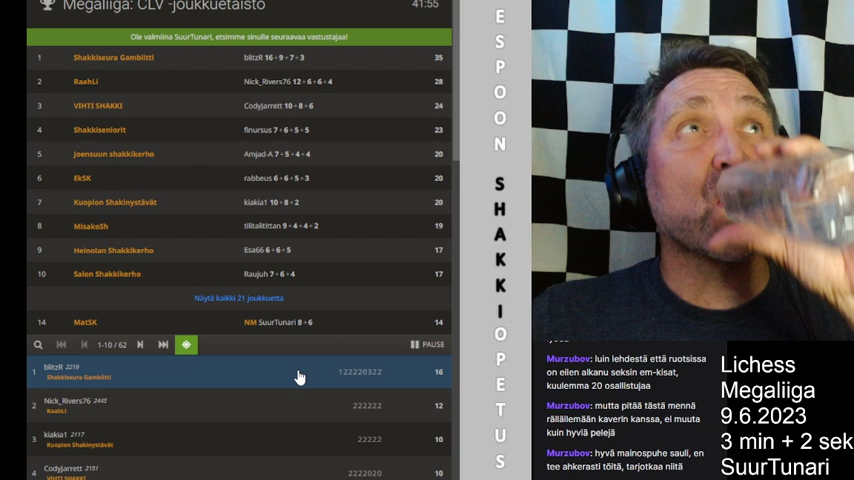 Megaliiga: CLV -joukkuetaisto
41:55
Ole valmiina SuurTunari, etsimme sinulle seuraavaa vastustajaa!
1 Shakkiseura Gambiitti blitzR 16 + 9 + 7 + 3 35
2 RaahLi Nick_Rivers76 12 + 6 + 6 + 4 28
3 VIHTI SHAKKI CodyJarrett 10 + 8 + 6 24
4 Shakkiseniorit finursus 7 + 6 + 5 + 5 23
5 Joensuun shakkikerho Amjad-A 7 + 5 + 4 + 4 20
6 EkSK rabbeus 6 + 6 + 5 + 3 20
7 Kuopion Shakinystävät kiakia1 10 + 8 + 2 20
8 MisakoSh tilitalitittan 9 + 4 + 4 + 2 19
9 Heinolan Shakkikerho Esa66 6 + 6 + 5 17
10 Salon Shakkikerho Raujuh 7 + 6 + 4 17
Näytä kaikki 21 joukkuetta
14 MatSK NM SuurTunari 8 + 6 14
1-10 / 62
PAUSE
1 blitzR 2219 122220322 16
Shakkiseura Gambiitti
2 Nick_Rivers76 2445 222222 12
RaahLi
3 kiakia1 2117 22222 10
Kuopion Shakinystävät
4 CodyJarrett 2151 2222020 10
VIHTI SHAKKI
ESPOON
SHAKKIOPETUS
Murzubov: luin lehdestä että ruotsissa
on eilen alkanu seksin em-kisat,
kuulemma 20 osallistujaa
Murzubov: mutta pitää tästä mennä
rälläilemään kaverin kanssa, ei muuta
kuin hyviä pelejä
Murzubov: hyvä mainospuhe sauli, en
tee ahkerasti töitä, tarjotkaa niitä
Lichess
Megaliiga
9.6.2023
3 min + 2 sek
SuurTunari